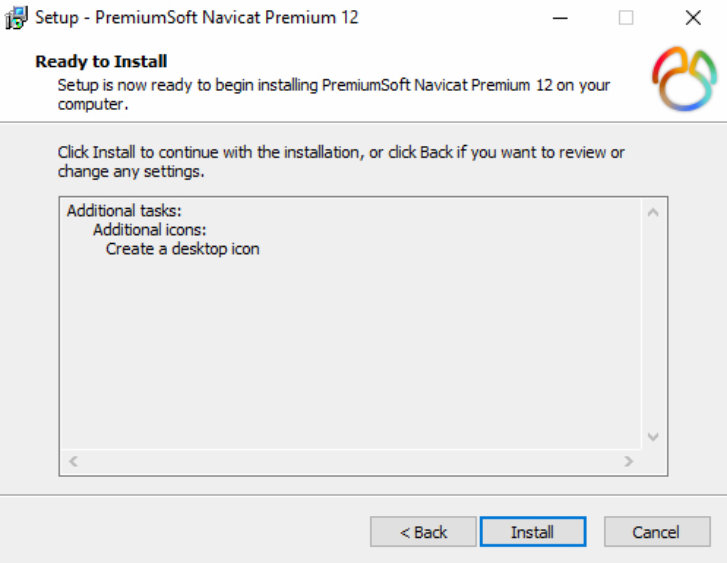 Setup - PremiumSoft Navicat Premium 12
Ready to Install
Setup is now ready to begin installing PremiumSoft Navicat Premium 12 on your
computer.
Click Install to continue with the installation, or click Back if you want to review or
change any settings.
Additional tasks:
Additional icons:
Create a desktop icon
< Back
Install
Cancel